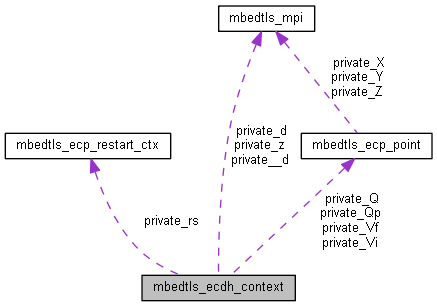 mbedtls_mpi
private_X
private_Y
private_Z
mbedtls_ecp_restart_ctx
private_d
private_z
private__d
mbedtls_ecp_point
private_rs
private_Q
private_Qp
private_Vf
private_Vi
mbedtls_ecdh_context